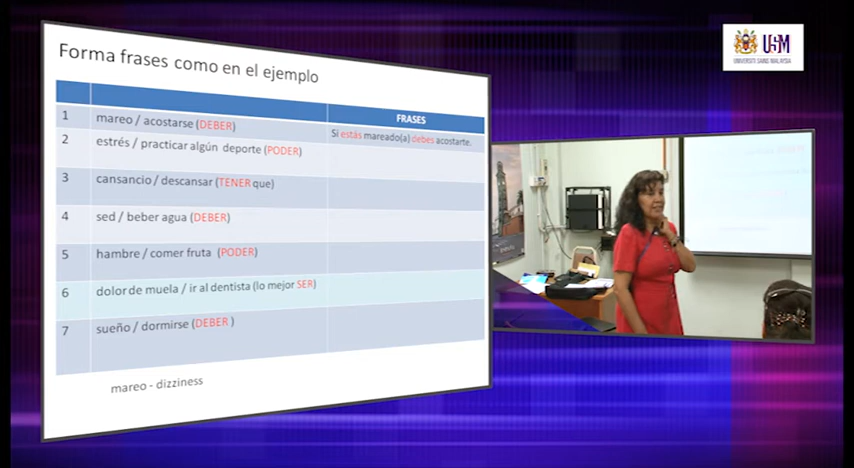 Forma frases como en el ejemplo
FRASES
1 mareo / acostarse (DEBER) Si estás mareado(a) debes acostarte.
2 estrés / practicar algún deporte (PODER)
3 cansancio / descansar (TENER que)
4 sed / beber agua (DEBER)
5 hambre / comer fruta (PODER)
6 dolor de muela / ir al dentista (lo mejor SER)
7 sueño / dormirse (DEBER )
mareo - dizziness
USM
UNIVERSITI SAINS MALAYSIA